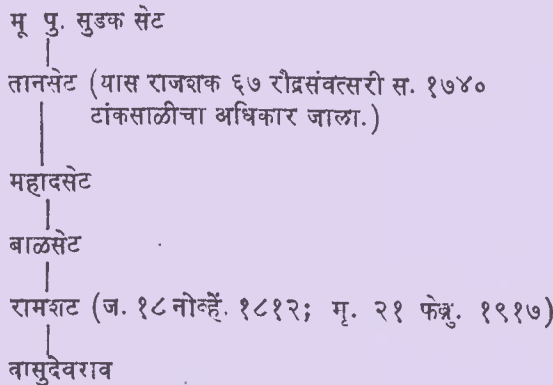 मू पु. सुडक सेट
तानसेट (यास राजशक ६७ रौद्रसंवत्सरी स. १७४०
टांकसाळीचा अधिकार जाला.)
महादसेट
बाळसेट
रामशट (ज. १८ नोव्हें. १८१२; मृ. २१ फेब्रु. १९१७)
वासुदेवराव